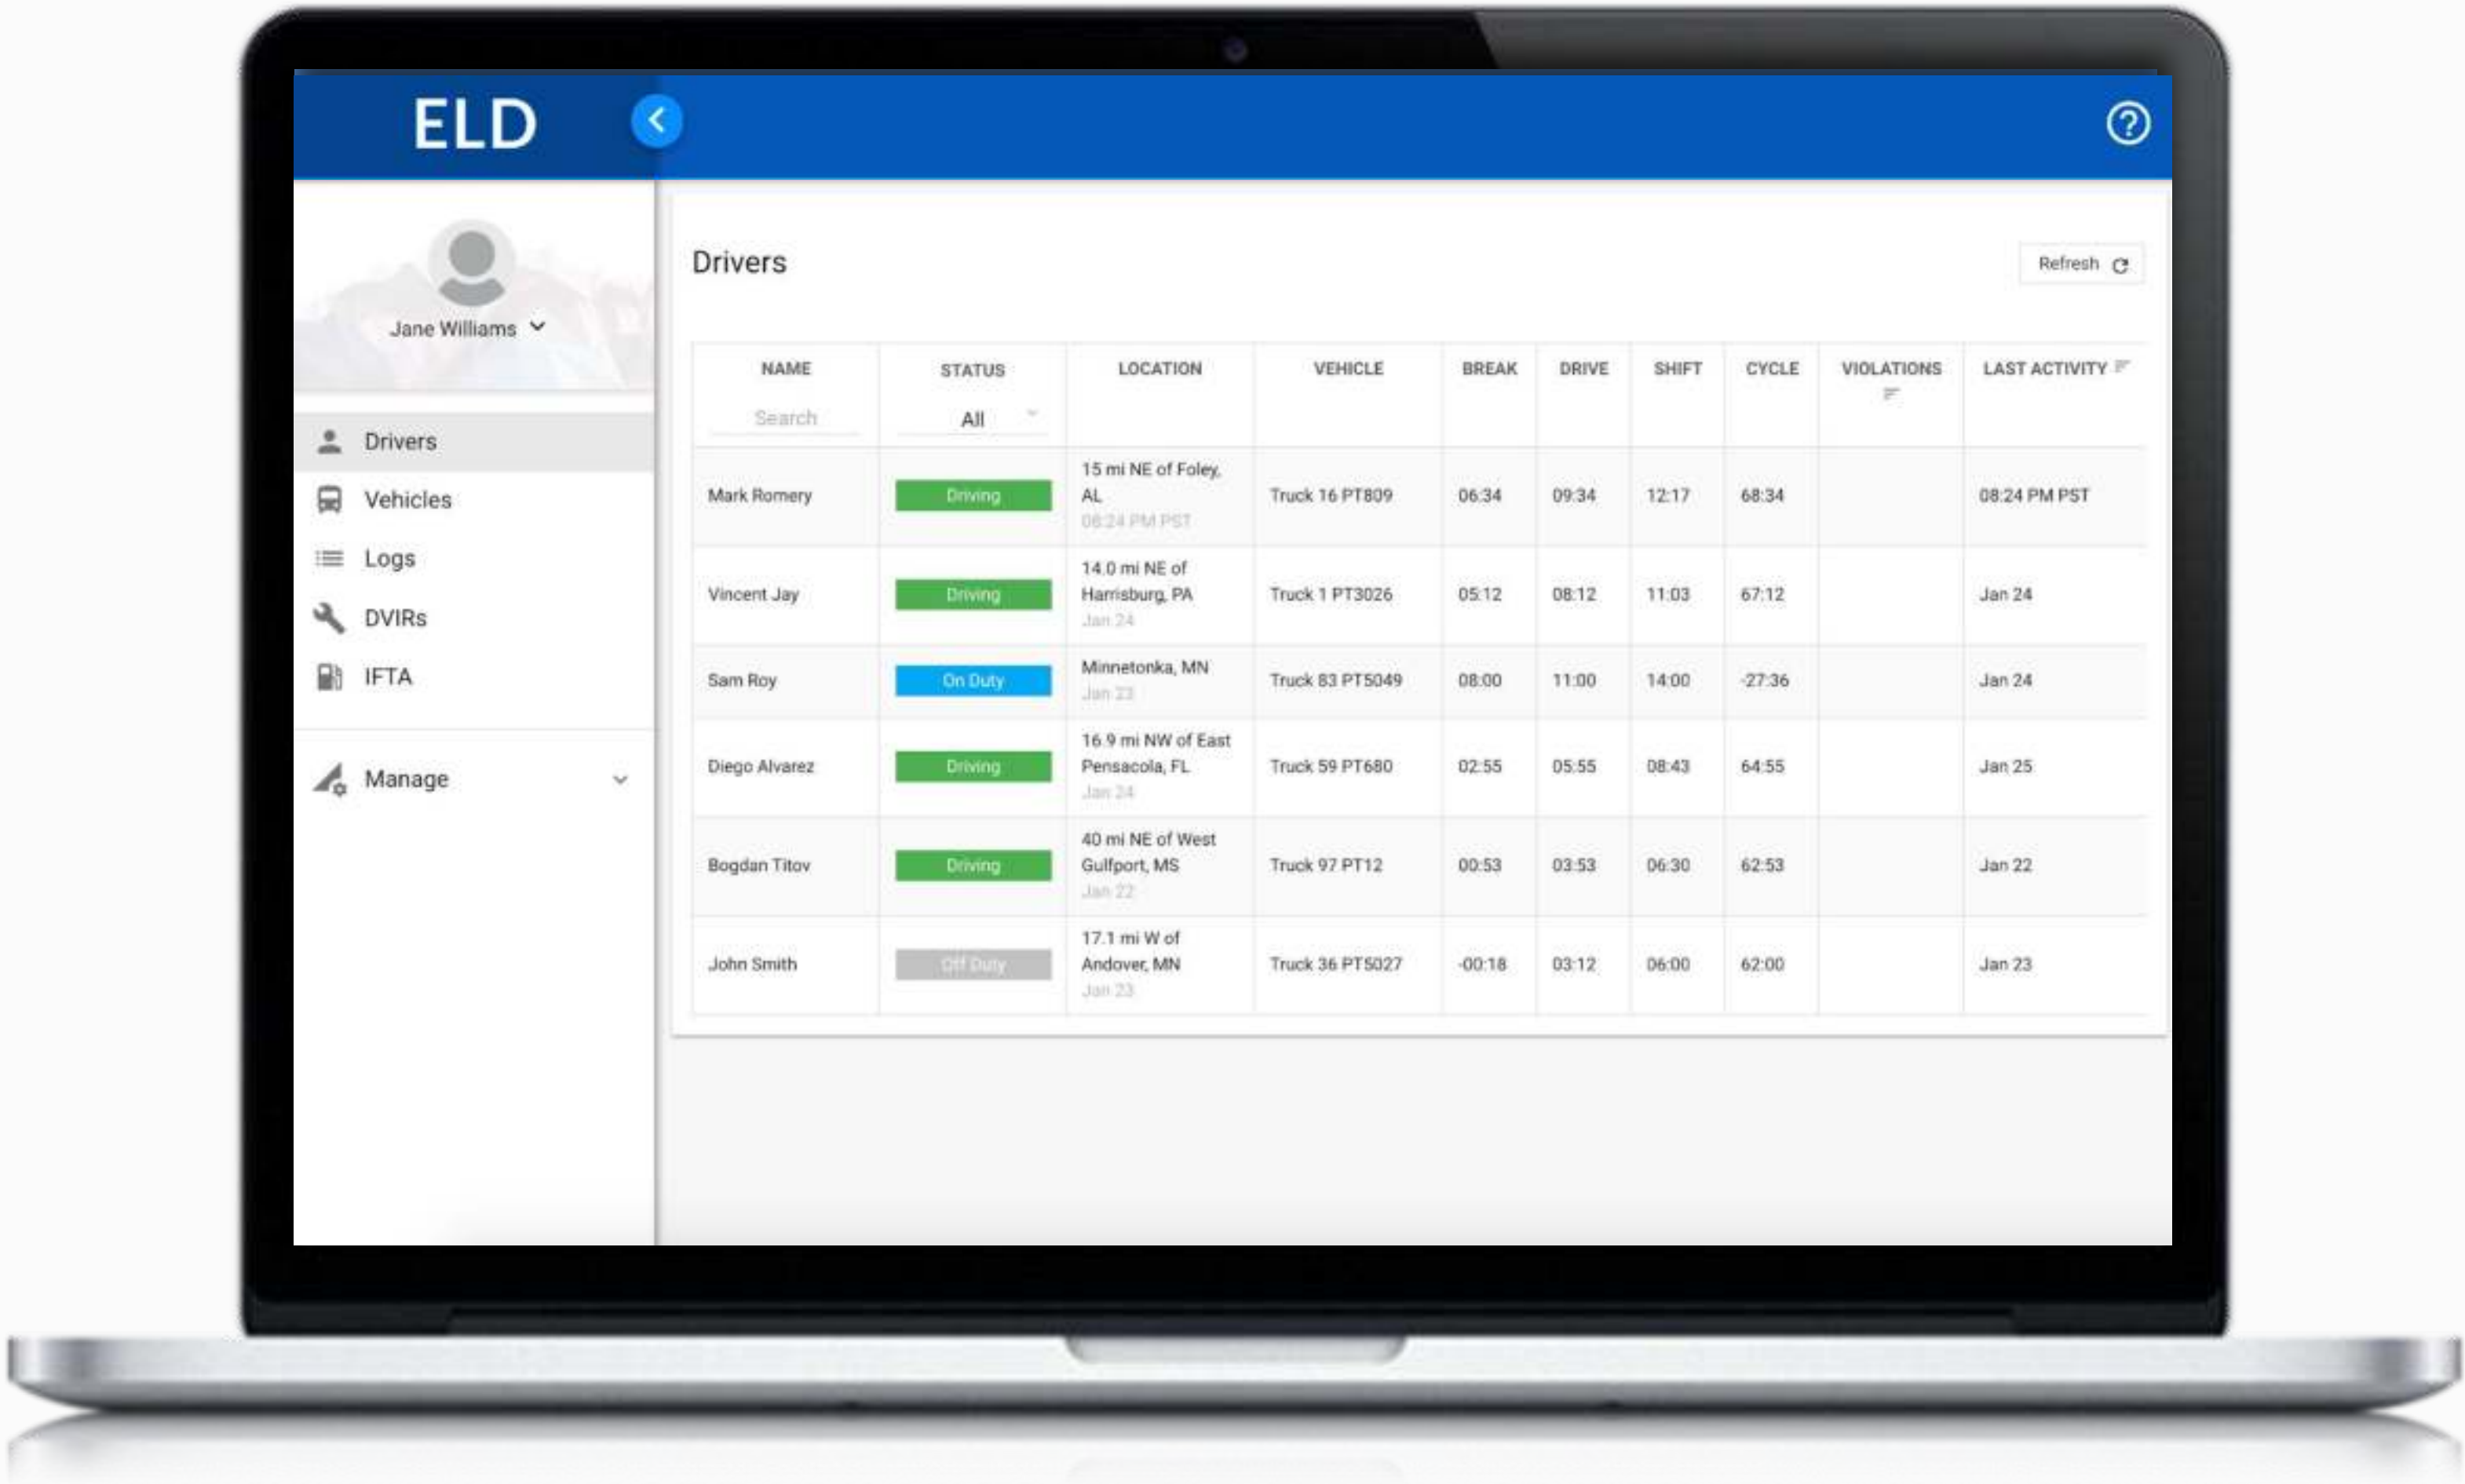 ELD
Jane Williams
Drivers
Vehicles
Logs
DVIRs
IFTA
Manage
Drivers
Refresh
NAME STATUS LOCATION VEHICLE BREAK DRIVE SHIFT CYCLE VIOLATIONS LAST ACTIVITY
Search All
Mark Romery Driving 15 mi NE of Foley, AL 08:24 PM PST Truck 16 PT809 06:34 09:34 12:17 68:34 08:24 PM PST
Vincent Jay Driving 14.0 mi NE of Harrisburg, PA Jan 24 Truck 1 PT3026 05:12 08:12 11:03 67:12 Jan 24
Sam Roy On Duty Minnetonka, MN Jan 23 Truck 83 PT5049 08:00 11:00 14:00 -27:36 Jan 24
Diego Alvarez Driving 16.9 mi NW of East Pensacola, FL Jan 24 Truck 59 PT680 02:55 05:55 08:43 64:55 Jan 25
Bogdan Titov Driving 40 mi NE of West Gulfport, MS Jan 22 Truck 97 PT12 00:53 03:53 06:30 62:53 Jan 22
John Smith Off Duty 17.1 mi W of Andover, MN Jan 23 Truck 36 PT5027 -00:18 03:12 06:00 62:00 Jan 23